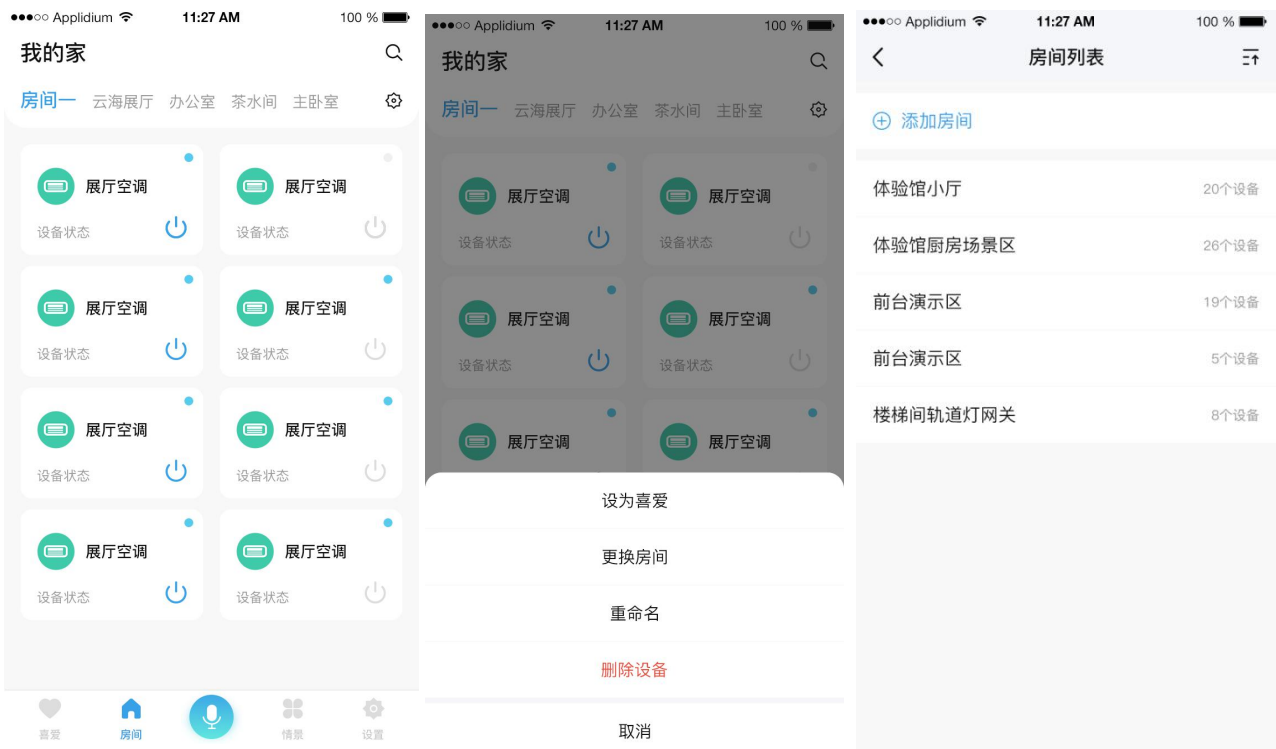 ●●●○○ Applidium 11:27 AM 100 %
我的家
房间一 云海展厅 办公室 茶水间 主卧室
展厅空调 展厅空调
设备状态 设备状态
展厅空调 展厅空调
设备状态 设备状态
展厅空调 展厅空调
设备状态 设备状态
展厅空调 展厅空调
设备状态 设备状态
喜爱 房间 情景 设置
●●●○○ Applidium 11:27 AM 100 %
我的家
房间一 云海展厅 办公室 茶水间 主卧室
展厅空调 展厅空调
设备状态 设备状态
展厅空调 展厅空调
设备状态 设备状态
展厅空调 展厅空调
设为喜爱
更换房间
重命名
删除设备
取消
●●●○○ Applidium 11:27 AM 100 %
房间列表
添加房间
体验馆小厅 20个设备
体验馆厨房场景区 26个设备
前台演示区 19个设备
前台演示区 5个设备
楼梯间轨道灯网关 8个设备